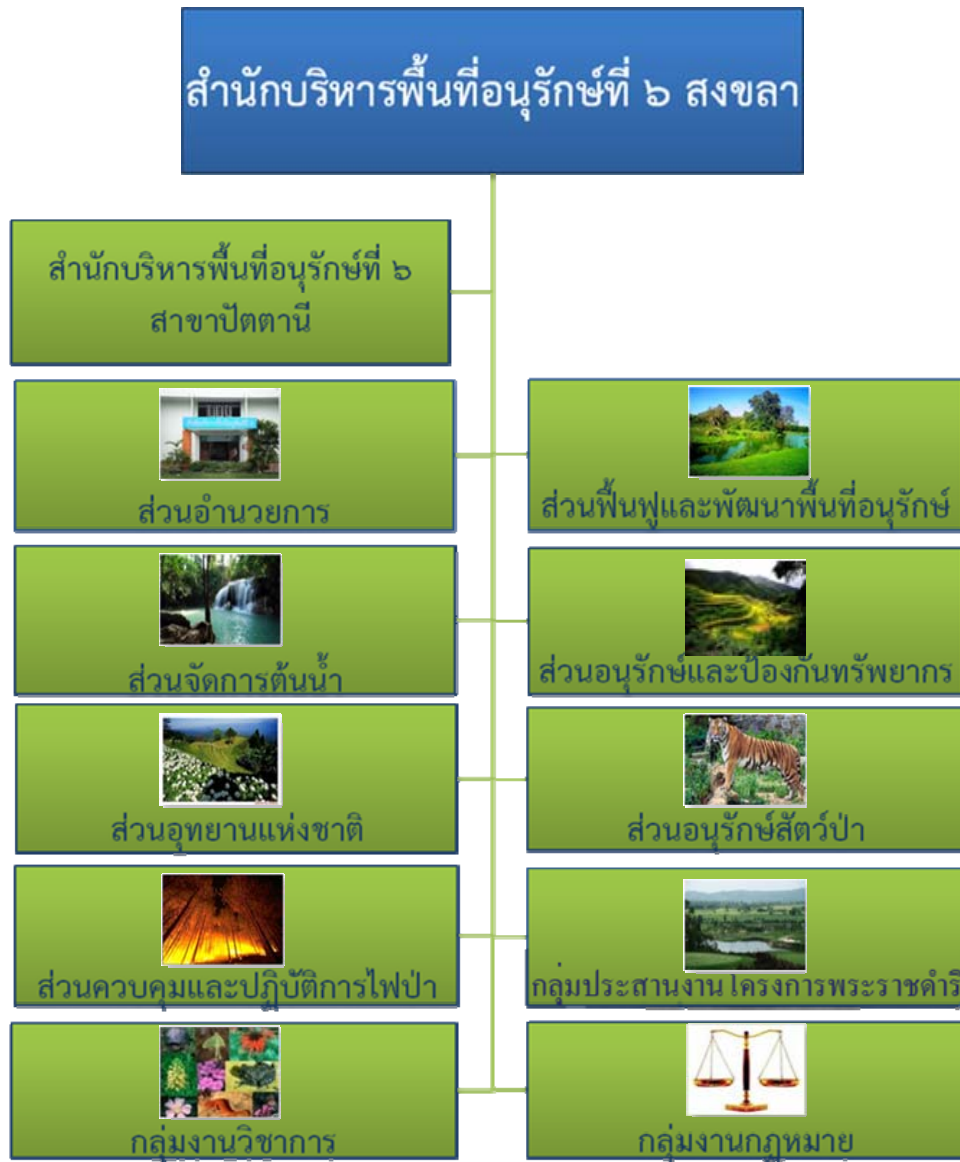 สำนักบริหารพื้นที่อนุรักษ์ที่ ๖ สงขลา
สำนักบริหารพื้นที่อนุรักษ์ที่ ๖
สาขาปัตตานี
ส่วนอำนวยการ
ส่วนฟื้นฟูและพัฒนาพื้นที่อนุรักษ์
ส่วนจัดการต้นน้ำ
ส่วนอนุรักษ์และป้องกันทรัพยากร
ส่วนอุทยานแห่งชาติ
ส่วนอนุรักษ์สัตว์ป่า
ส่วนควบคุมและปฏิบัติการไฟป่า
กลุ่มประสานงานโครงการพระราชดำริ
กลุ่มงานวิชาการ
กลุ่มงานกฎหมาย